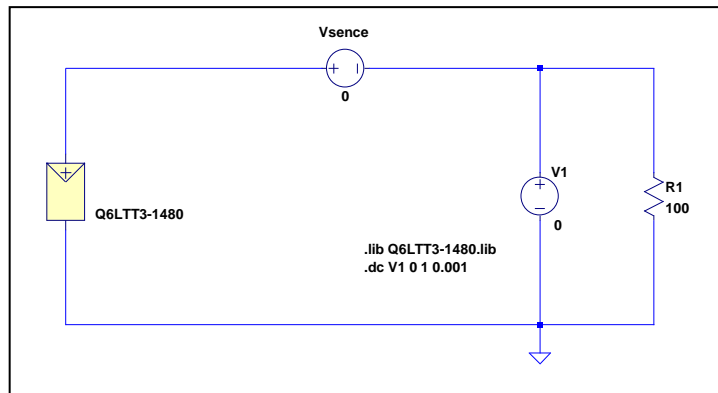 Vsence
+ −
0
+
Q6LTT3-1480
V1
+
−
0
R1
100
.lib Q6LTT3-1480.lib
.dc V1 0 1 0.001